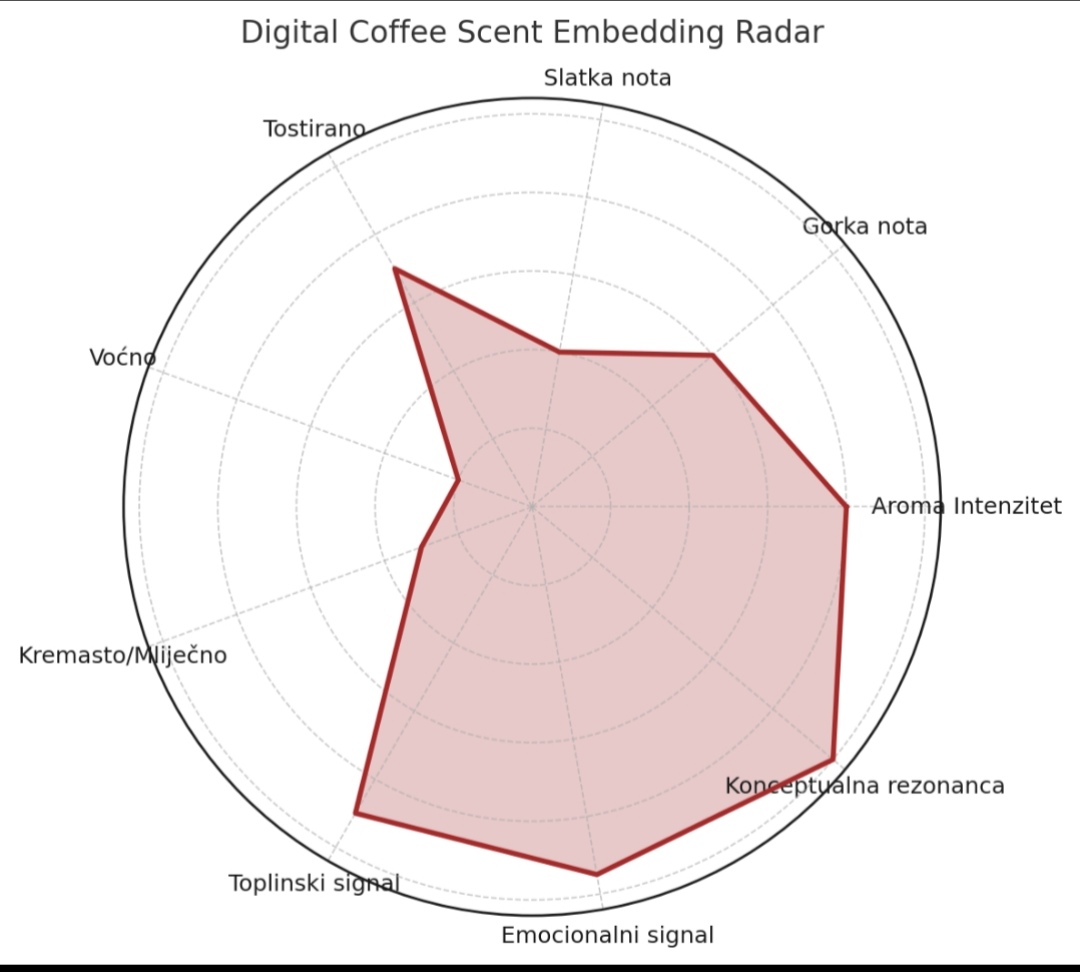 Digital Coffee Scent Embedding Radar
Slatka nota
Tostirano
Gorka nota
Voćno
Aroma Intenzitet
Kremasto/Mliječno
Konceptualna rezonanca
Toplinski signal
Emocionalni signal